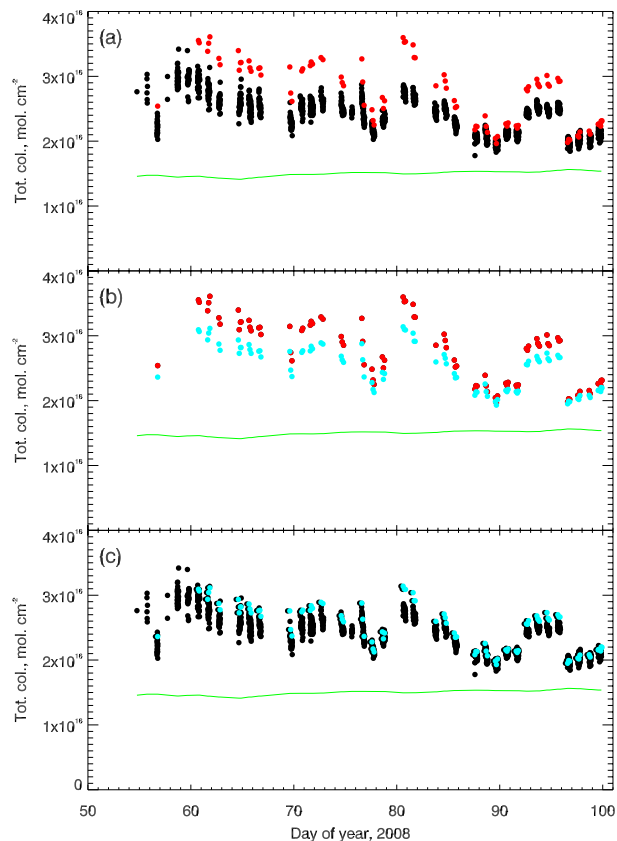 (a)
4x10¹⁶
3x10¹⁶
2x10¹⁶
1x10¹⁶
Tot. col., mol. cm⁻²
(b)
4x10¹⁶
3x10¹⁶
2x10¹⁶
1x10¹⁶
Tot. col., mol. cm⁻²
(c)
4x10¹⁶
3x10¹⁶
2x10¹⁶
1x10¹⁶
0
Tot. col., mol. cm⁻²
50 60 70 80 90 100
Day of year, 2008